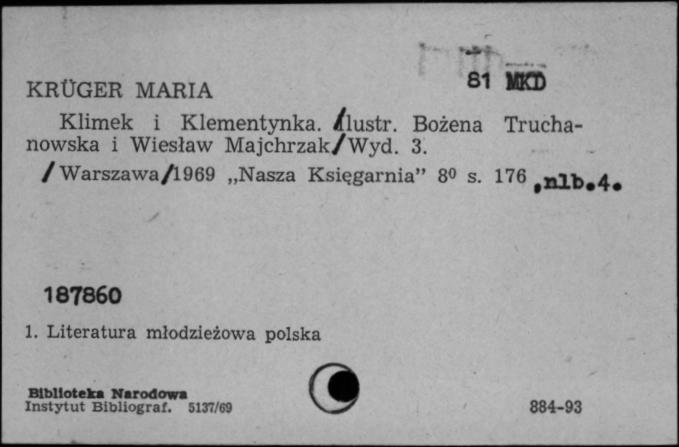 81 MKD
KRÜGER MARIA
Klimek i Klementynka. /Ilustr. Bożena Trucha-
nowska i Wiesław Majchrzak/Wyd. 3.
/Warszawa/1969 „Nasza Księgarnia” 8⁰ s. 176,nlb.4.
187860
1. Literatura młodzieżowa polska
Biblioteka Narodowa
Instytut Bibliograf. 5137/69
884-93